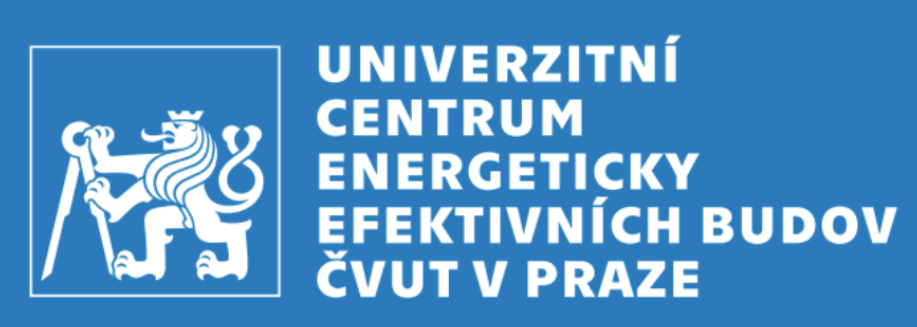 UNIVERZITNÍ
CENTRUM
ENERGETICKY
EFEKTIVNÍCH BUDOV
ČVUT V PRAZE